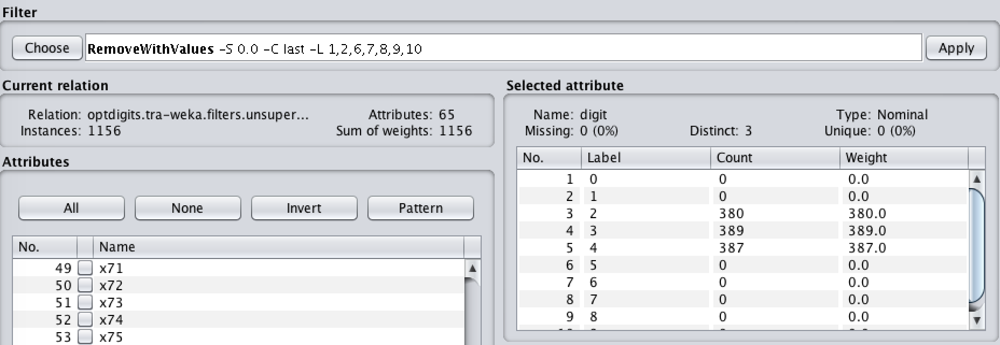 Filter
Choose RemoveWithValues -S 0.0 -C last -L 1,2,6,7,8,9,10 Apply
Current relation
Relation: optdigits.tra-weka.filters.unsuper... Attributes: 65
Instances: 1156 Sum of weights: 1156
Attributes
All None Invert Pattern
No. Name
49 x71
50 x72
51 x73
52 x74
53 x75
Selected attribute
Name: digit Type: Nominal
Missing: 0 (0%) Distinct: 3 Unique: 0 (0%)
No. Label Count Weight
1 0 0 0.0
2 1 0 0.0
3 2 380 380.0
4 3 389 389.0
5 4 387 387.0
6 5 0 0.0
7 6 0 0.0
8 7 0 0.0
9 8 0 0.0